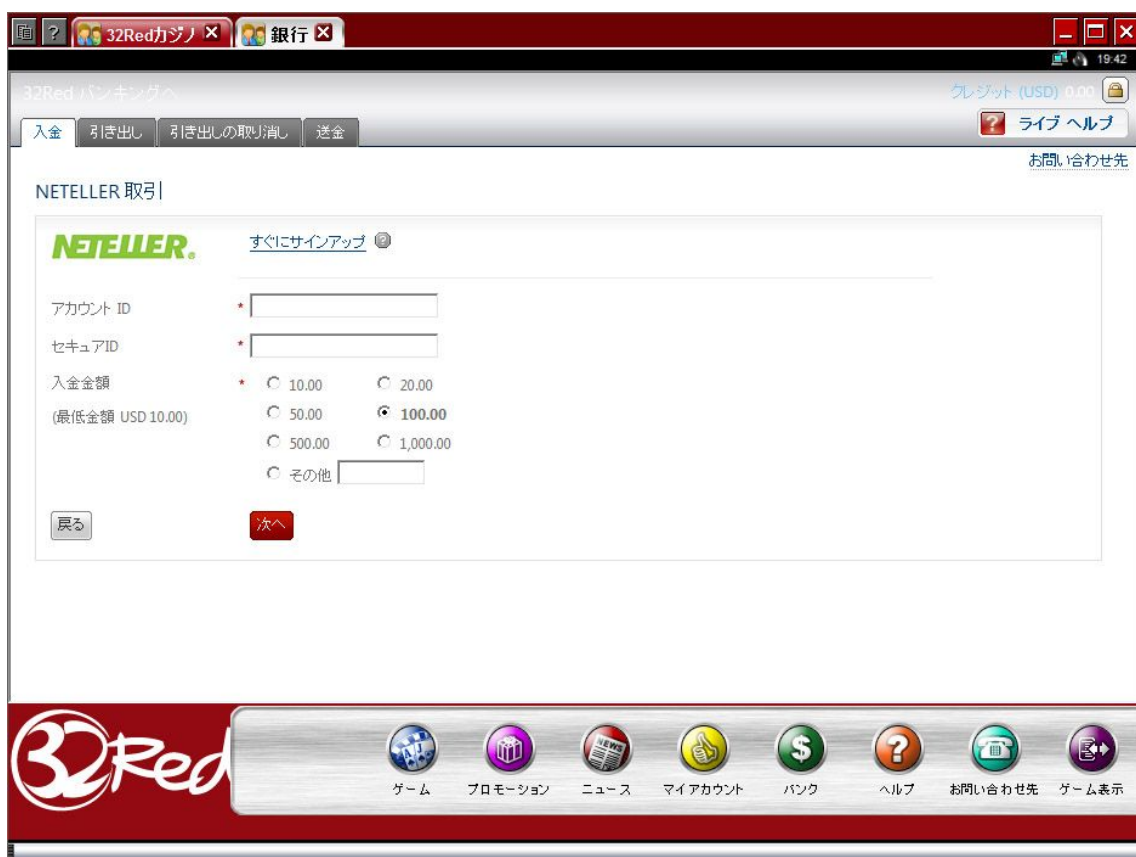 32Redカジノ 銀行
19:42
32Red バンキングへ クレジット (USD) 0.00
入金 引き出し 引き出しの取り消し 送金 ライブ ヘルプ
お問い合わせ先
NETELLER 取引
NETELLER® すぐにサインアップ ?
アカウント ID *
セキュアID *
入金金額 * 10.00 20.00
(最低金額 USD 10.00) 50.00 100.00
500.00 1,000.00
その他
戻る 次へ
32Red
NEWS
ゲーム プロモーション ニュース マイアカウント バンク ヘルプ お問い合わせ先 ゲーム表示